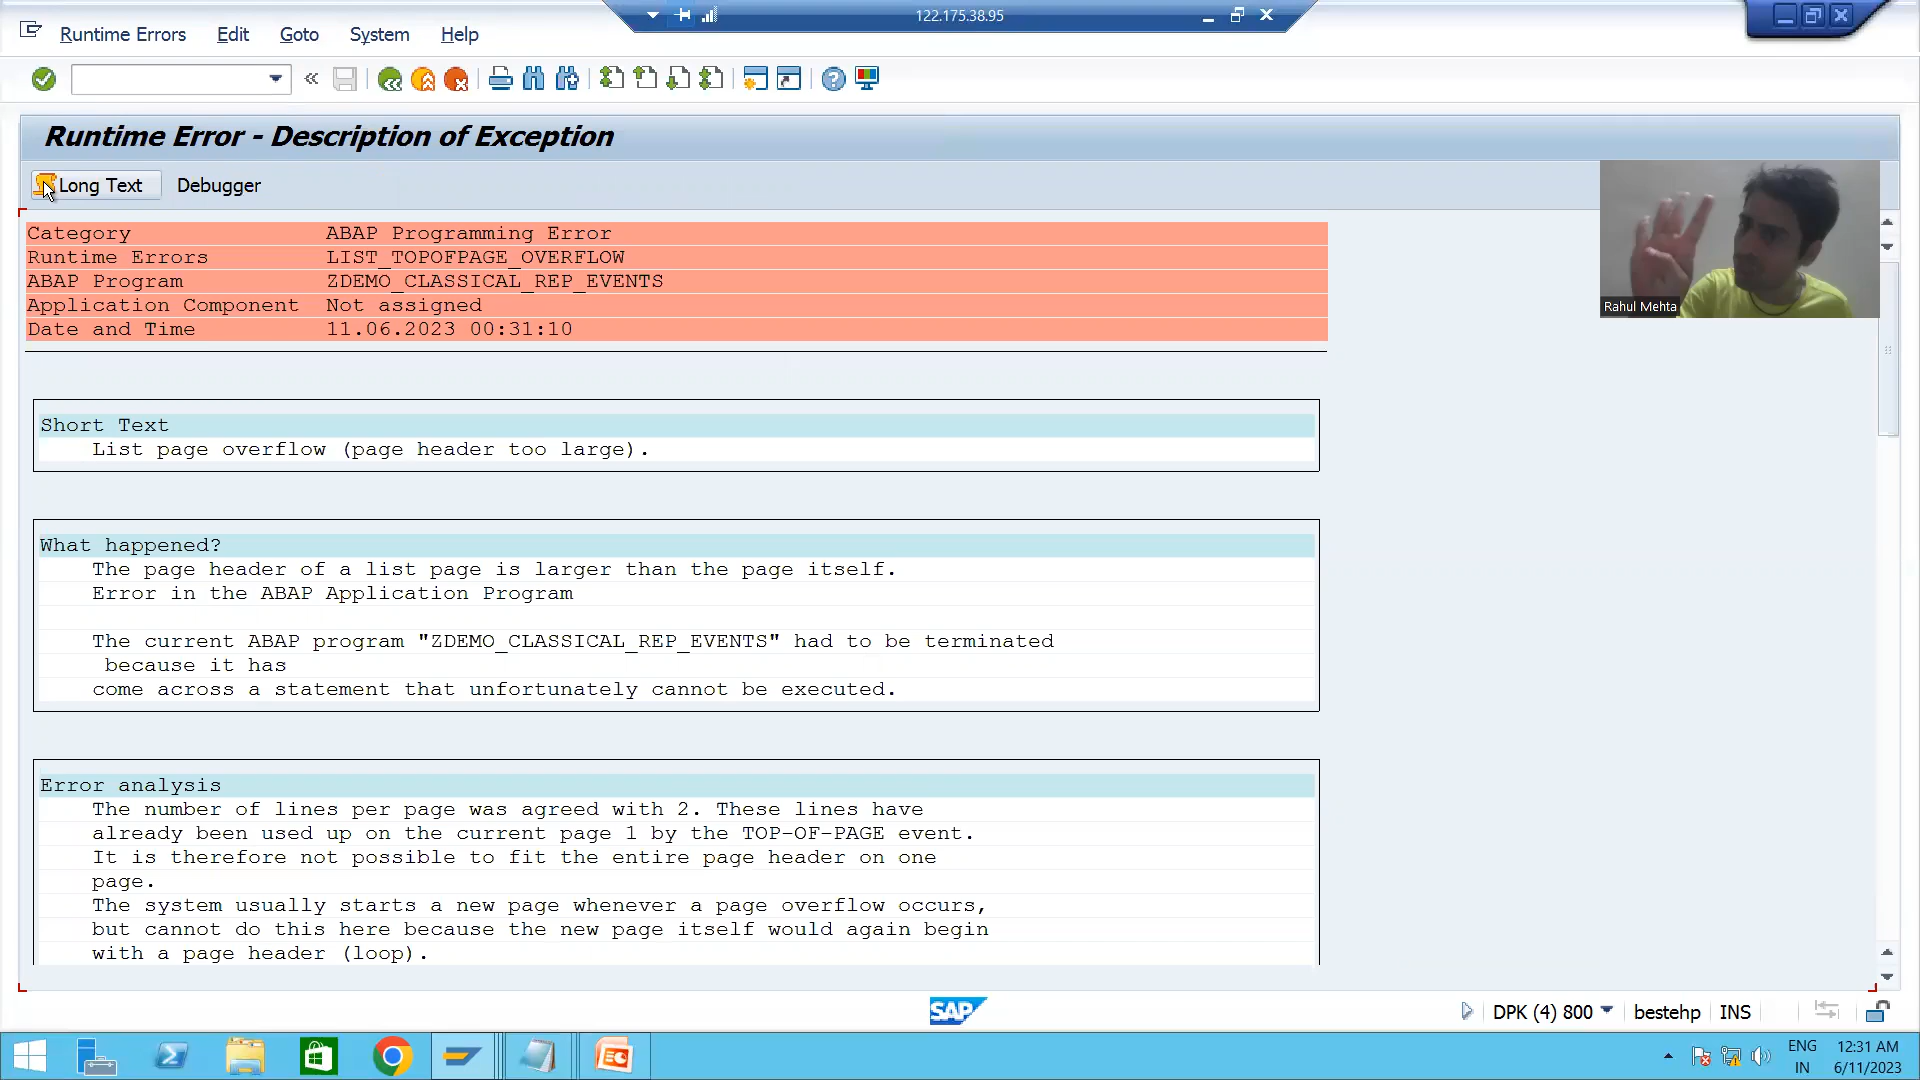 122.175.38.95
Runtime Errors Edit Goto System Help
Runtime Error - Description of Exception
Long Text Debugger
Category ABAP Programming Error
Runtime Errors LIST_TOPOFPAGE_OVERFLOW
ABAP Program ZDEMO_CLASSICAL_REP_EVENTS
Application Component Not assigned
Date and Time 11.06.2023 00:31:10
Rahul Mehta
Short Text
List page overflow (page header too large).
What happened?
The page header of a list page is larger than the page itself.
Error in the ABAP Application Program
The current ABAP program "ZDEMO_CLASSICAL_REP_EVENTS" had to be terminated
because it has
come across a statement that unfortunately cannot be executed.
Error analysis
The number of lines per page was agreed with 2. These lines have
already been used up on the current page 1 by the TOP-OF-PAGE event.
It is therefore not possible to fit the entire page header on one
page.
The system usually starts a new page whenever a page overflow occurs,
but cannot do this here because the new page itself would again begin
with a page header (loop).
SAP
DPK (4) 800 bestehp INS
ENG 12:31 AM
IN 6/11/2023